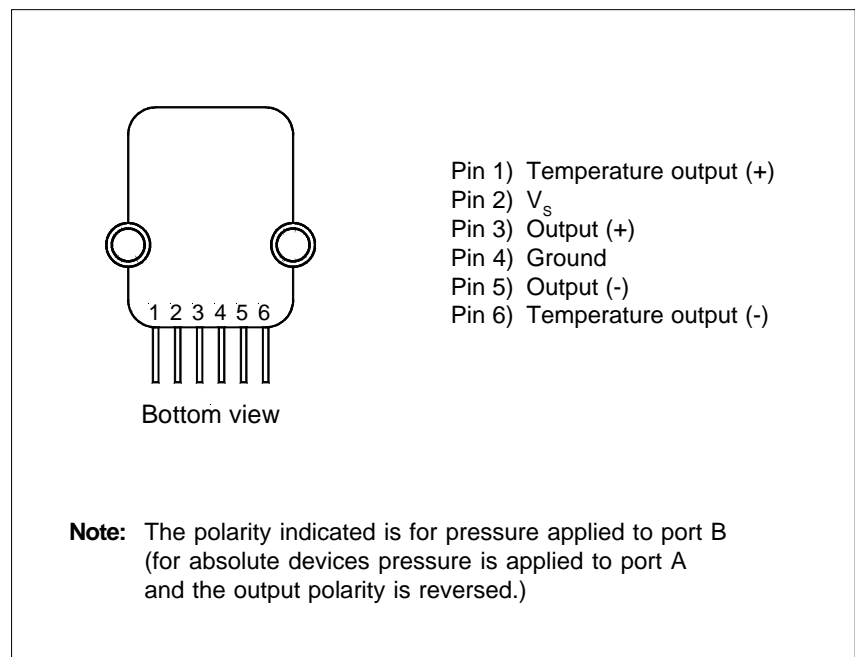 1 2 3 4 5 6
Bottom view
Pin 1) Temperature output (+)
Pin 2) Vₛ
Pin 3) Output (+)
Pin 4) Ground
Pin 5) Output (-)
Pin 6) Temperature output (-)
Note: The polarity indicated is for pressure applied to port B
(for absolute devices pressure is applied to port A
and the output polarity is reversed.)